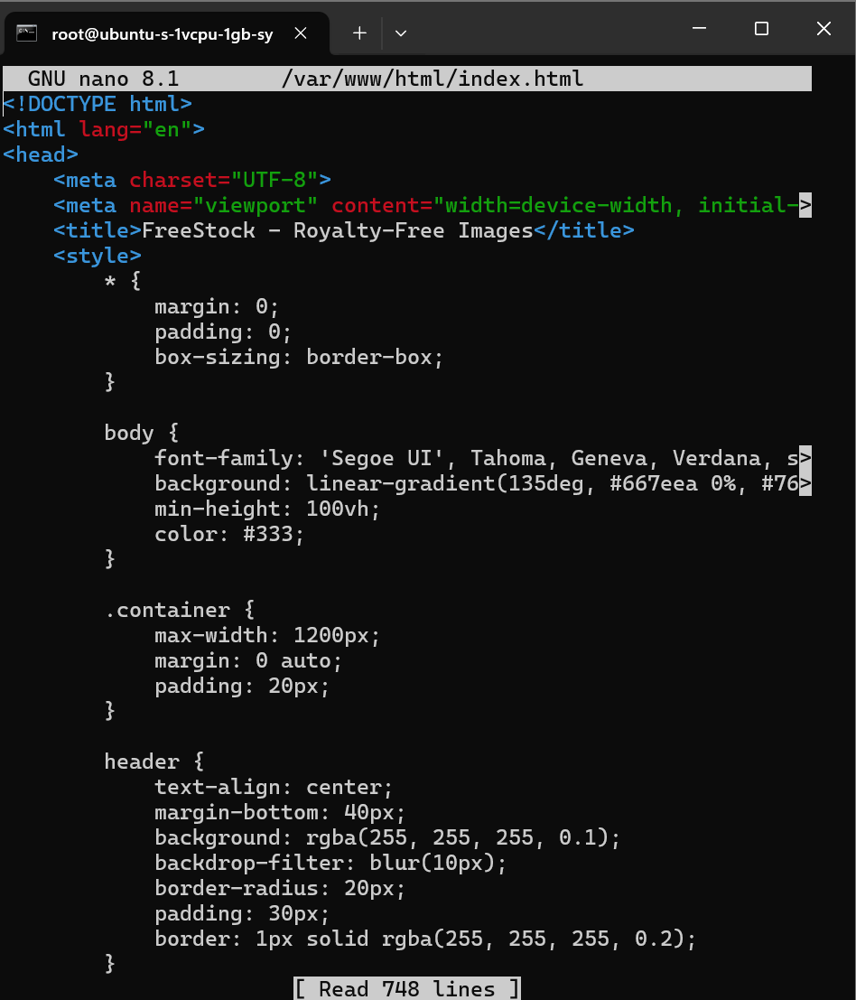 root@ubuntu-s-1vcpu-1gb-sy
GNU nano 8.1 /var/www/html/index.html
<!DOCTYPE html>
<html lang="en">
<head>
    <meta charset="UTF-8">
    <meta name="viewport" content="width=device-width, initial->
    <title>FreeStock - Royalty-Free Images</title>
    <style>
        * {
            margin: 0;
            padding: 0;
            box-sizing: border-box;
        }

        body {
            font-family: 'Segoe UI', Tahoma, Geneva, Verdana, s>
            background: linear-gradient(135deg, #667eea 0%, #76>
            min-height: 100vh;
            color: #333;
        }

        .container {
            max-width: 1200px;
            margin: 0 auto;
            padding: 20px;
        }

        header {
            text-align: center;
            margin-bottom: 40px;
            background: rgba(255, 255, 255, 0.1);
            backdrop-filter: blur(10px);
            border-radius: 20px;
            padding: 30px;
            border: 1px solid rgba(255, 255, 255, 0.2);
        }
[ Read 748 lines ]